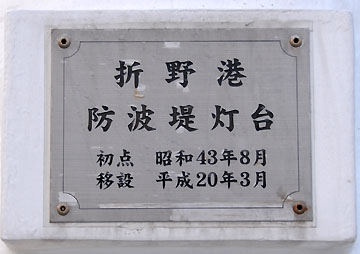 折野港
防波堤灯台
初点 昭和43年8月
移設 平成20年3月